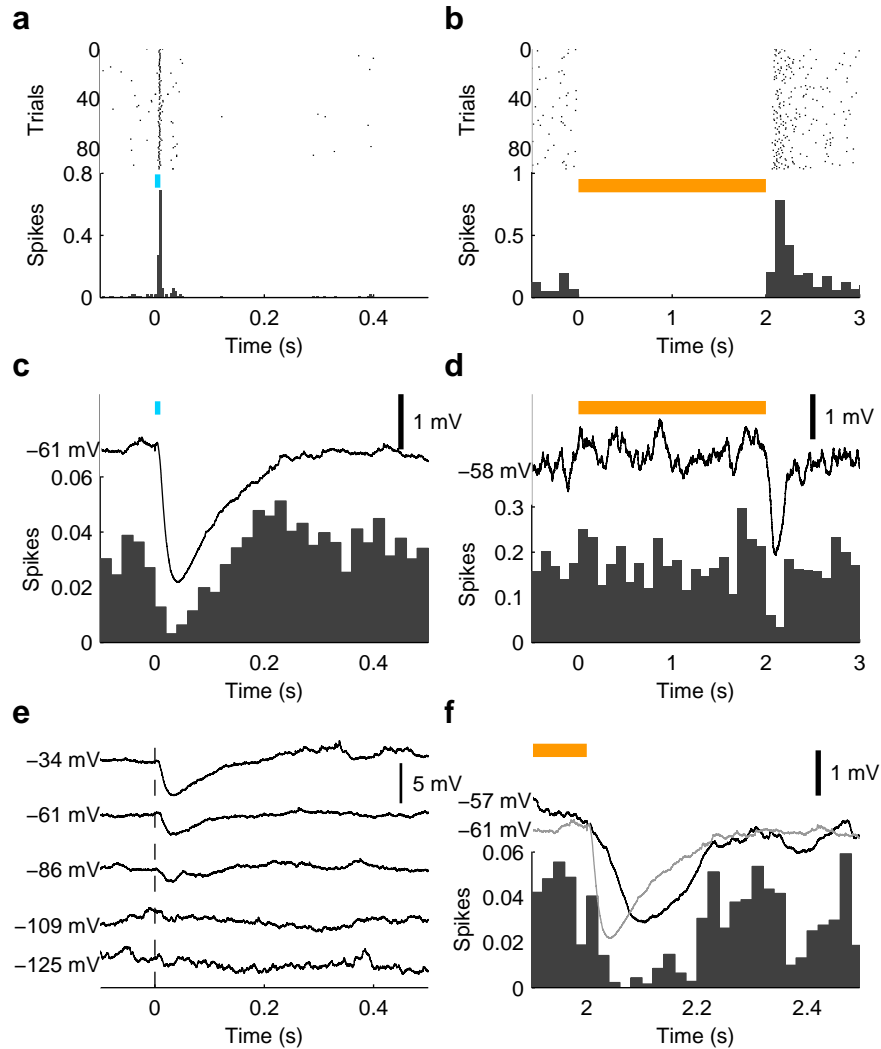 a
0
40
80
Trials
0.8
0.4
0
Spikes
0
0.2
0.4
Time (s)
b
0
40
80
Trials
1
0.5
0
Spikes
0
1
2
3
Time (s)
c
1 mV
−61 mV
0.06
0.04
0.02
0
Spikes
0
0.2
0.4
Time (s)
d
1 mV
−58 mV
0.3
0.2
0.1
0
Spikes
0
1
2
3
Time (s)
e
−34 mV
5 mV
−61 mV
−86 mV
−109 mV
−125 mV
0
0.2
0.4
Time (s)
f
1 mV
−57 mV
−61 mV
0.06
0.04
0.02
0
Spikes
2
2.2
2.4
Time (s)